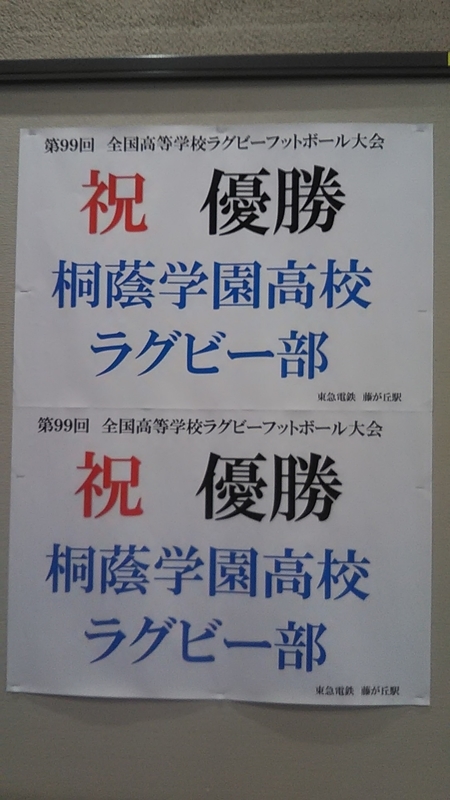 第99回 全国高等学校ラグビーフットボール大会
祝 優勝
桐蔭学園高校
ラグビー部
東急電鉄 藤が丘駅
第99回 全国高等学校ラグビーフットボール大会
祝 優勝
桐蔭学園高校
ラグビー部
東急電鉄 藤が丘駅